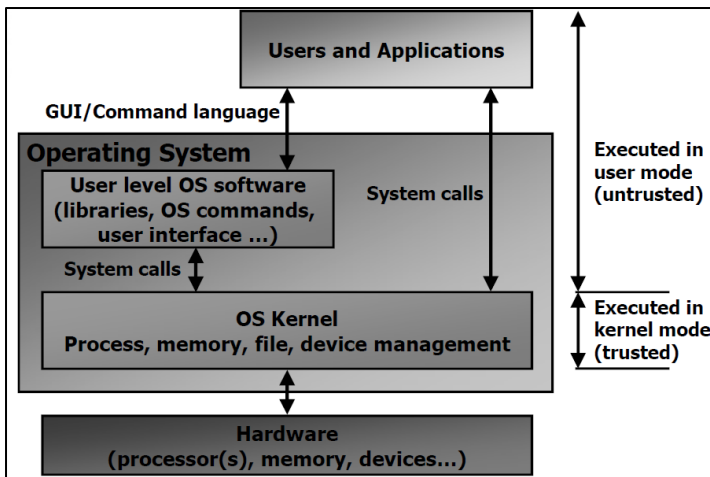 Users and Applications
GUI/Command language
Operating System
User level OS software
(libraries, OS commands,
user interface ...)
System calls
System calls
OS Kernel
Process, memory, file, device management
Hardware
(processor(s), memory, devices...)
Executed in
user mode
(untrusted)
Executed in
kernel mode
(trusted)